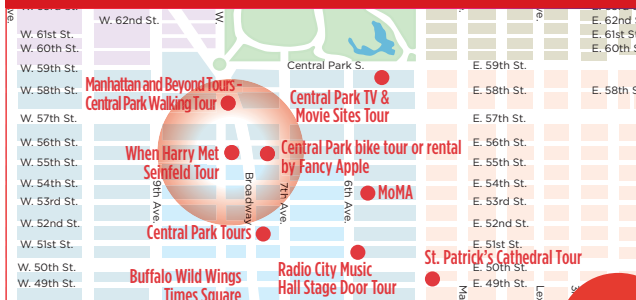 W. 62nd St.
E. 62n
W. 61st St.
E. 61st
W. 60th St.
E. 60th
W. 59th St.
Central Park S.
E. 59th St.
Manhattan and Beyond Tours -
Central Park Walking Tour
W. 58th St.
Central Park TV &
Movie Sites Tour
E. 58th St.
E. 58th S
W. 57th St.
E. 57th St.
W. 56th St.
When Harry Met
Seinfeld Tour
Central Park bike tour or rental
by Fancy Apple
E. 56th St.
W. 55th St.
E. 55th St.
W. 54th St.
E. 54th St.
9th Ave.
Broadway
7th Ave.
6th Ave.
MoMA
W. 53rd St.
E. 53rd St.
W. 52nd St.
E. 52nd St.
Central Park Tours
W. 51st St.
E. 51st St.
St. Patrick's Cathedral Tour
W. 50th St.
E. 50th St.
Radio City Music
Hall Stage Door Tour
Buffalo Wild Wings
Times Square
W. 49th St.
E. 49th St.
Ma
Le